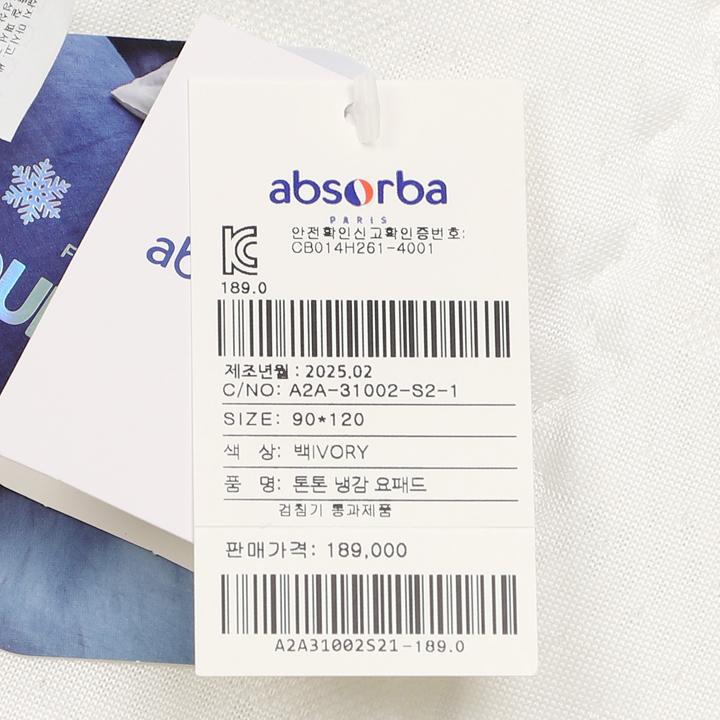 absorba
PARIS
안전확인신고확인증번호:
CB014H261-4001
189.0
제조년월 : 2025.02
C/NO: A2A-31002-S2-1
SIZE: 90*120
색 상: 백IVORY
품 명: 톤톤 냉감 요패드
검침기 통과제품
판매가격: 189,000
A2A31002S21-189.0